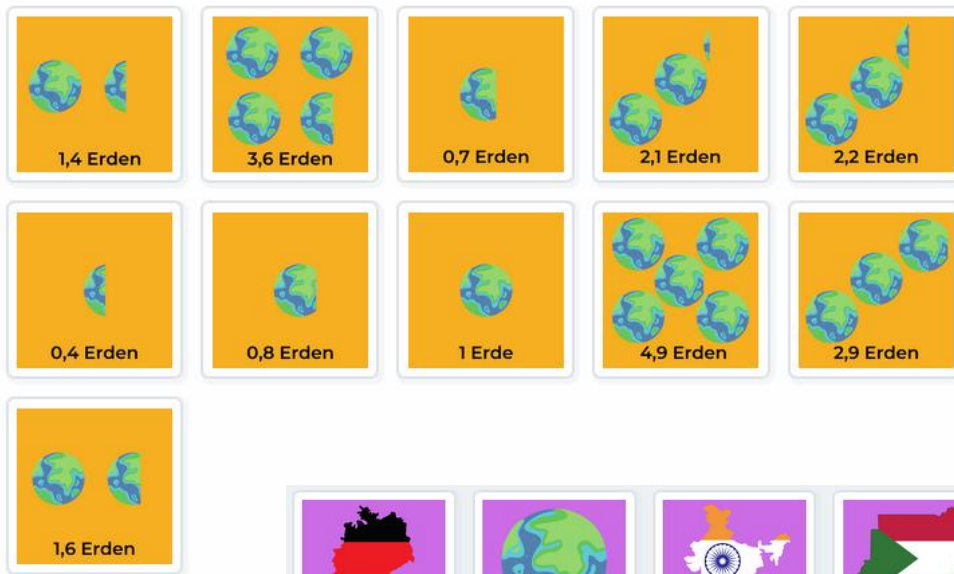 1,4 Erden
3,6 Erden
0,7 Erden
2,1 Erden
2,2 Erden
0,4 Erden
0,8 Erden
1 Erde
4,9 Erden
2,9 Erden
1,6 Erden